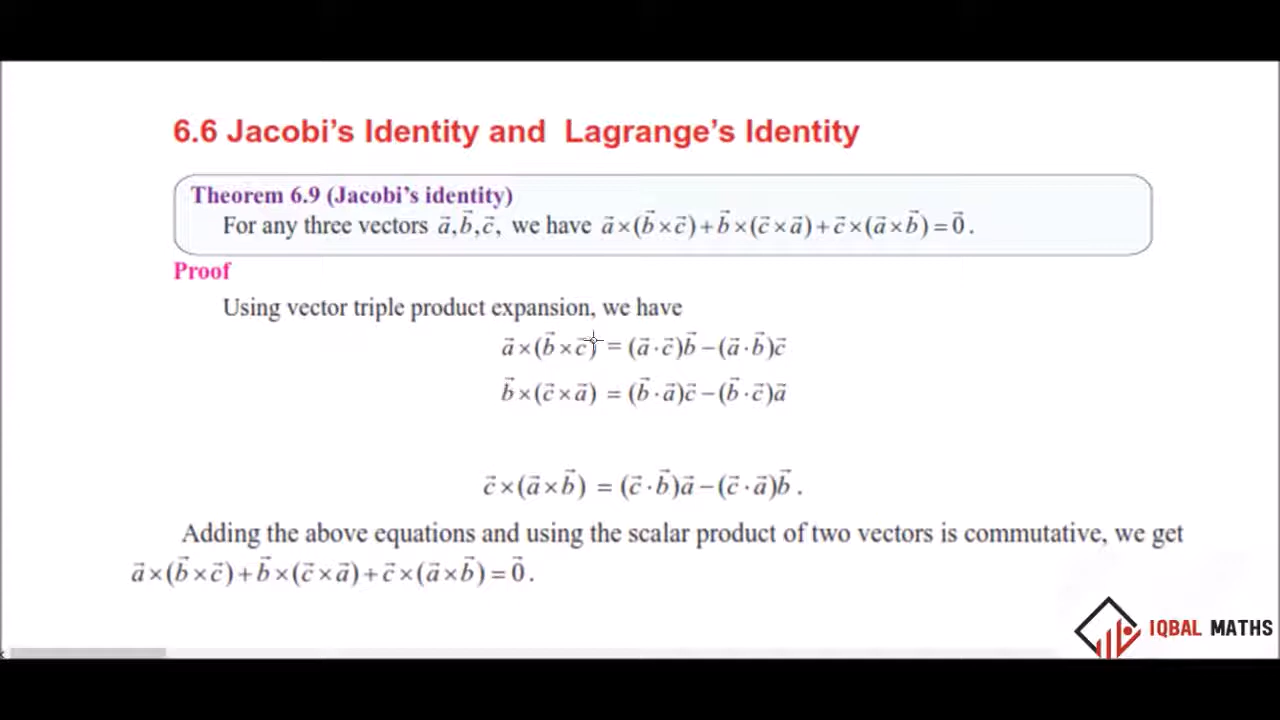 6.6 Jacobi's Identity and Lagrange's Identity
Theorem 6.9 (Jacobi's identity)
For any three vectors a⃗, b⃗, c⃗, we have a⃗×(b⃗×c⃗)+b⃗×(c⃗×a⃗)+c⃗×(a⃗×b⃗)=0⃗.
Proof
Using vector triple product expansion, we have
a⃗×(b⃗×c⃗) = (a⃗·c⃗)b⃗−(a⃗·b⃗)c⃗
b⃗×(c⃗×a⃗) = (b⃗·a⃗)c⃗−(b⃗·c⃗)a⃗
c⃗×(a⃗×b⃗) = (c⃗·b⃗)a⃗−(c⃗·a⃗)b⃗.
Adding the above equations and using the scalar product of two vectors is commutative, we get
a⃗×(b⃗×c⃗)+b⃗×(c⃗×a⃗)+c⃗×(a⃗×b⃗)=0⃗.
IQBAL MATHS